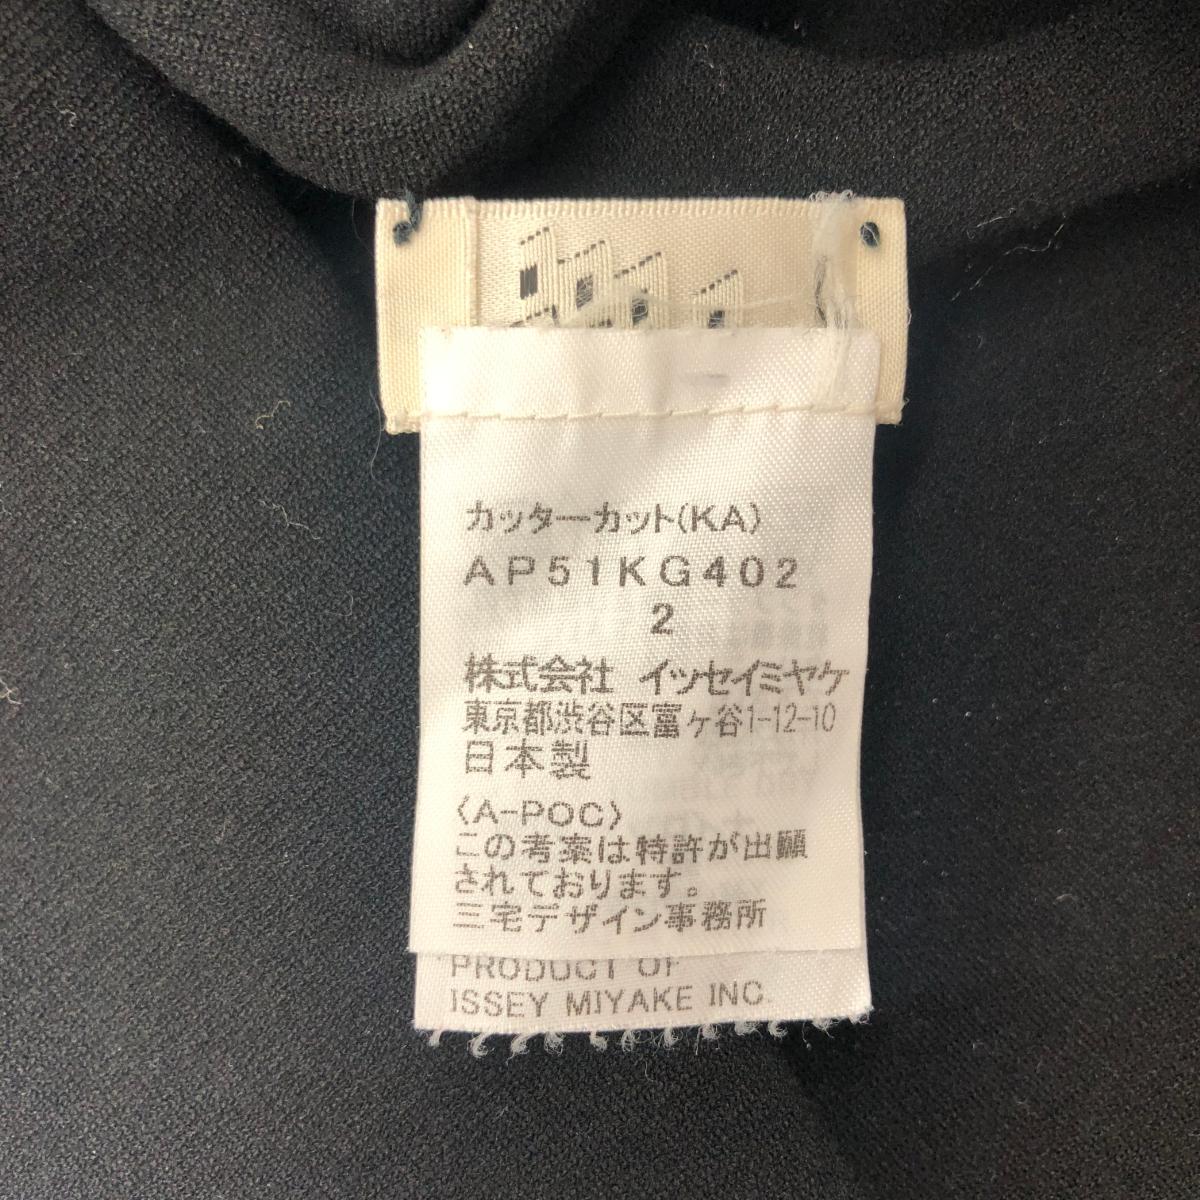 カッターカット(KA)
AP51KG402
2
株式会社 イッセイミヤケ
東京都渋谷区富ヶ谷1-12-10
日本製
〈A-POC〉
この考案は特許が出願
されております。
三宅デザイン事務所
PRODUCT OF
ISSEY MIYAKE INC.